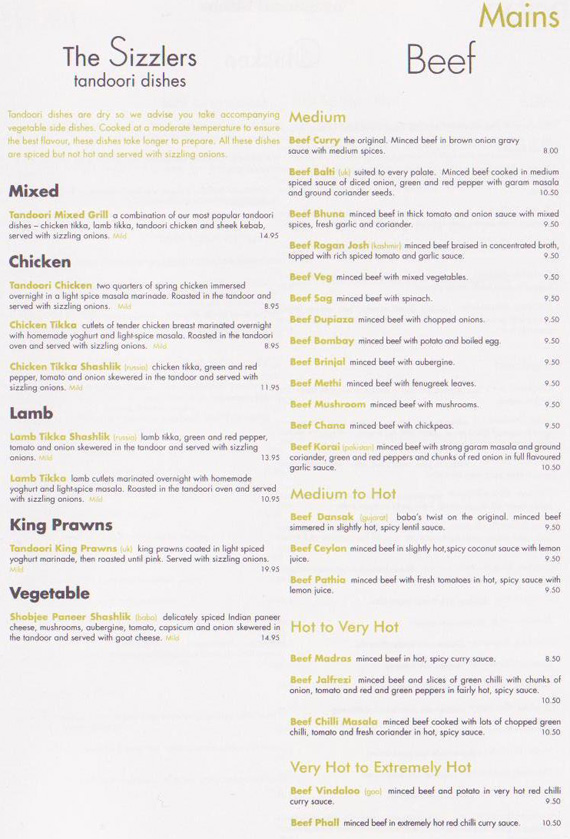 Mains
The Sizzlers
tandoori dishes
Tandoori dishes are dry so we advise you take accompanying
vegetable side dishes. Cooked at a moderate temperature to ensure
the best flavour, these dishes take longer to prepare. All these dishes
are spiced but not hot and served with sizzling onions.
Mixed
Tandoori Mixed Grill a combination of our most popular tandoori
dishes – chicken tikka, lamb tikka, tandoori chicken and sheek kebab,
served with sizzling onions. Mild 14.95
Chicken
Tandoori Chicken two quarters of spring chicken immersed
overnight in a light spice masala marinade. Roasted in the tandoor and
served with sizzling onions. Mild 8.95
Chicken Tikka cutlets of tender chicken breast marinated overnight
with homemade yoghurt and light-spice masala. Roasted in the tandoori
oven and served with sizzling onions. Mild 8.95
Chicken Tikka Shashlik (russia) chicken tikka, green and red
pepper, tomato and onion skewered in the tandoor and served with
sizzling onions. Mild 11.95
Lamb
Lamb Tikka Shashlik (russia) lamb tikka, green and red pepper,
tomato and onion skewered in the tandoor and served with sizzling
onions. Mild 13.95
Lamb Tikka lamb cutlets marinated overnight with homemade
yoghurt and light-spice masala. Roasted in the tandoori oven and served
with sizzling onions. Mild 10.95
King Prawns
Tandoori King Prawns (uk) king prawns coated in light spiced
yoghurt marinade, then roasted until pink. Served with sizzling onions.
Mild 19.95
Vegetable
Shobjee Paneer Shashlik (baba) delicately spiced Indian paneer
cheese, mushrooms, aubergine, tomato, capsicum and onion skewered in
the tandoor and served with goat cheese. Mild 14.95
Beef
Medium
Beef Curry the original. Minced beef in brown onion gravy
sauce with medium spices. 8.00
Beef Balti (uk) suited to every palate. Minced beef cooked in medium
spiced sauce of diced onion, green and red pepper with garam masala
and ground coriander seeds. 10.50
Beef Bhuna minced beef in thick tomato and onion sauce with mixed
spices, fresh garlic and coriander. 9.50
Beef Rogan Josh (kashmir) minced beef braised in concentrated broth,
topped with rich spiced tomato and garlic sauce. 9.50
Beef Veg minced beef with mixed vegetables. 9.50
Beef Sag minced beef with spinach. 9.50
Beef Dupiaza minced beef with chopped onions. 9.50
Beef Bombay minced beef with potato and boiled egg. 9.50
Beef Brinjal minced beef with aubergine. 9.50
Beef Methi minced beef with fenugreek leaves. 9.50
Beef Mushroom minced beef with mushrooms. 9.50
Beef Chana minced beef with chickpeas. 9.50
Beef Korai (pakistan) minced beef with strong garam masala and ground
coriander, green and red peppers and chunks of red onion in full flavoured
garlic sauce. 10.50
Medium to Hot
Beef Dansak (gujarat) baba's twist on the original. minced beef
simmered in slightly hot, spicy lentil sauce. 9.50
Beef Ceylon minced beef in slightly hot,spicy coconut sauce with lemon
juice. 9.50
Beef Pathia minced beef with fresh tomatoes in hot, spicy sauce with
lemon juice. 9.50
Hot to Very Hot
Beef Madras minced beef in hot, spicy curry sauce. 8.50
Beef Jalfrezi minced beef and slices of green chilli with chunks of
onion, tomato and red and green peppers in fairly hot, spicy sauce.
10.50
Beef Chilli Masala minced beef cooked with lots of chopped green
chilli, tomato and fresh coriander in hot, spicy sauce. 10.50
Very Hot to Extremely Hot
Beef Vindaloo (goa) minced beef and potato in very hot red chilli
curry sauce. 9.50
Beef Phall minced beef in extremely hot red chilli curry sauce. 10.50